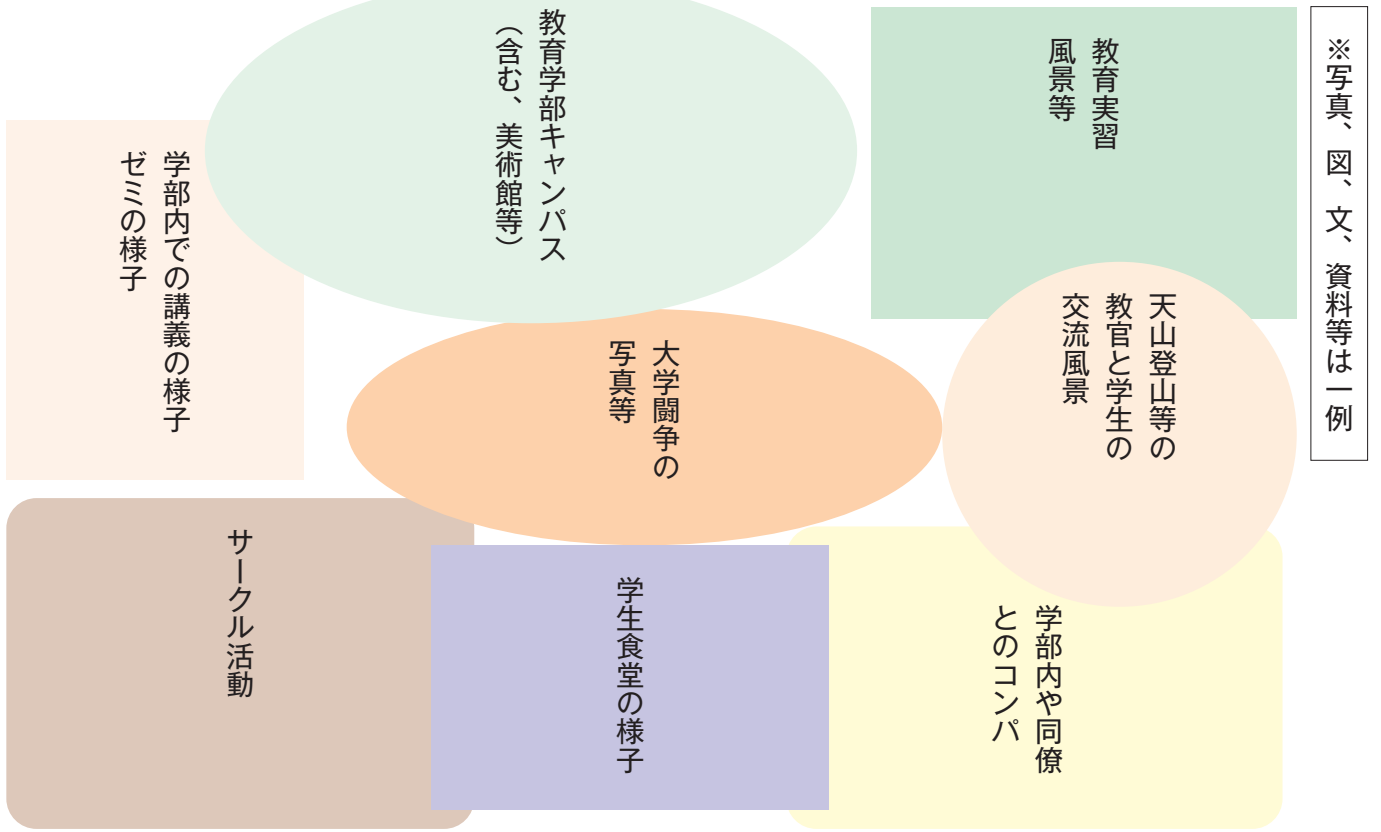 ※写真、図、文、資料等は一例
教育実習
風景等
天山登山等の
教官と学生の
交流風景
学部内や同僚
とのコンパ
教育学部キャンパス
（含む、美術館等）
大学闘争の
写真等
学生食堂の様子
学部内での講義の様子
ゼミの様子
サークル活動